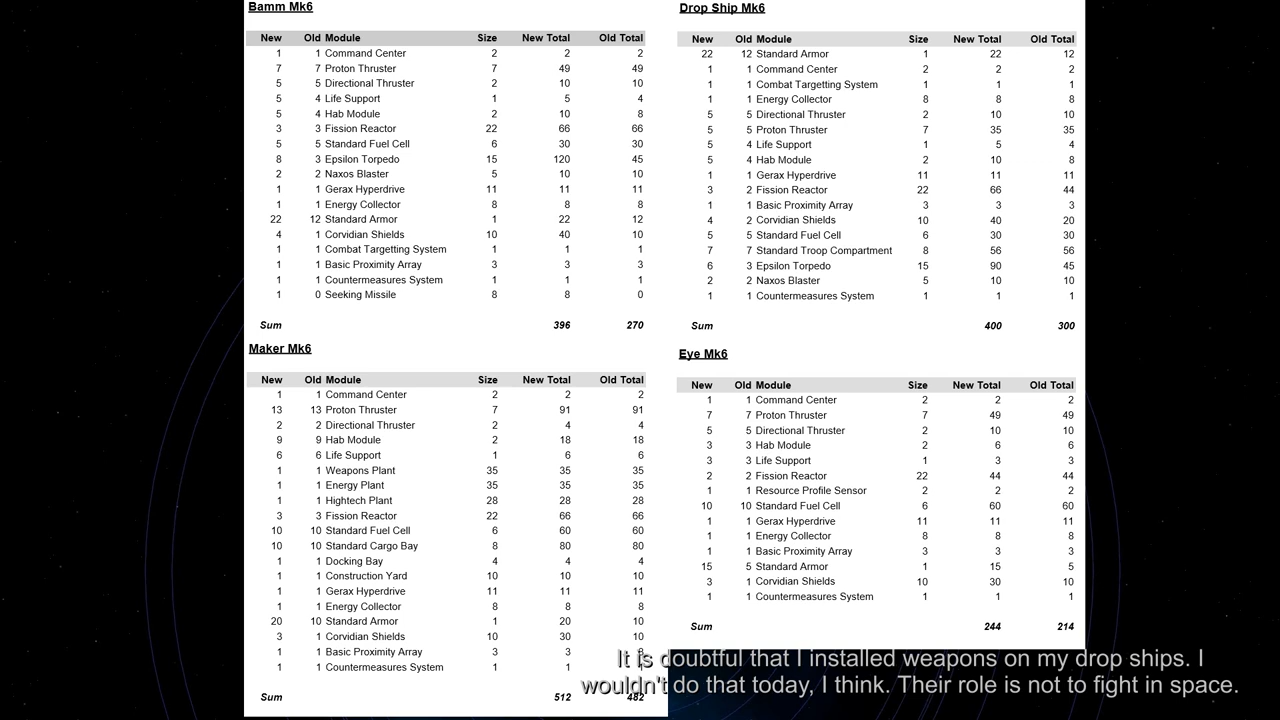 Bamm Mk6
New Old Module Size New Total Old Total
1 1 Command Center 2 2 2
7 7 Proton Thruster 7 49 49
5 5 Directional Thruster 2 10 10
5 4 Life Support 1 5 4
5 4 Hab Module 2 10 8
3 3 Fission Reactor 22 66 66
5 5 Standard Fuel Cell 6 30 30
8 3 Epsilon Torpedo 15 120 45
2 2 Naxos Blaster 5 10 10
1 1 Gerax Hyperdrive 11 11 11
1 1 Energy Collector 8 8 8
22 12 Standard Armor 1 22 12
4 1 Corvidian Shields 10 40 10
1 1 Combat Targetting System 1 1 1
1 1 Basic Proximity Array 3 3 3
1 1 Countermeasures System 1 1 1
1 0 Seeking Missile 8 8 0
Sum 396 270
Drop Ship Mk6
New Old Module Size New Total Old Total
22 12 Standard Armor 1 22 12
1 1 Command Center 2 2 2
1 1 Combat Targetting System 1 1 1
1 1 Energy Collector 8 8 8
5 5 Directional Thruster 2 10 10
5 5 Proton Thruster 7 35 35
5 4 Life Support 1 5 4
5 4 Hab Module 2 10 8
1 1 Gerax Hyperdrive 11 11 11
3 2 Fission Reactor 22 66 44
1 1 Basic Proximity Array 3 3 3
4 2 Corvidian Shields 10 40 20
5 5 Standard Fuel Cell 6 30 30
7 7 Standard Troop Compartment 8 56 56
6 3 Epsilon Torpedo 15 90 45
2 2 Naxos Blaster 5 10 10
1 1 Countermeasures System 1 1 1
Sum 400 300
Maker Mk6
New Old Module Size New Total Old Total
1 1 Command Center 2 2 2
13 13 Proton Thruster 7 91 91
2 2 Directional Thruster 2 4 4
9 9 Hab Module 2 18 18
6 6 Life Support 1 6 6
1 1 Weapons Plant 35 35 35
1 1 Energy Plant 35 35 35
1 1 Hightech Plant 28 28 28
3 3 Fission Reactor 22 66 66
10 10 Standard Fuel Cell 6 60 60
10 10 Standard Cargo Bay 8 80 80
1 1 Docking Bay 4 4 4
1 1 Construction Yard 10 10 10
1 1 Gerax Hyperdrive 11 11 11
1 1 Energy Collector 8 8 8
20 10 Standard Armor 1 20 10
3 1 Corvidian Shields 10 30 10
1 1 Basic Proximity Array 3 3
1 1 Countermeasures System 1 1
Sum 512 482
Eye Mk6
New Old Module Size New Total Old Total
1 1 Command Center 2 2 2
7 7 Proton Thruster 7 49 49
5 5 Directional Thruster 2 10 10
3 3 Hab Module 2 6 6
3 3 Life Support 1 3 3
2 2 Fission Reactor 22 44 44
1 1 Resource Profile Sensor 2 2 2
10 10 Standard Fuel Cell 6 60 60
1 1 Gerax Hyperdrive 11 11 11
1 1 Energy Collector 8 8 8
1 1 Basic Proximity Array 3 3 3
15 5 Standard Armor 1 15 5
3 1 Corvidian Shields 10 30 10
1 1 Countermeasures System 1 1 1
Sum 244 214
It is doubtful that I installed weapons on my drop ships. I
wouldn't do that today, I think. Their role is not to fight in space.